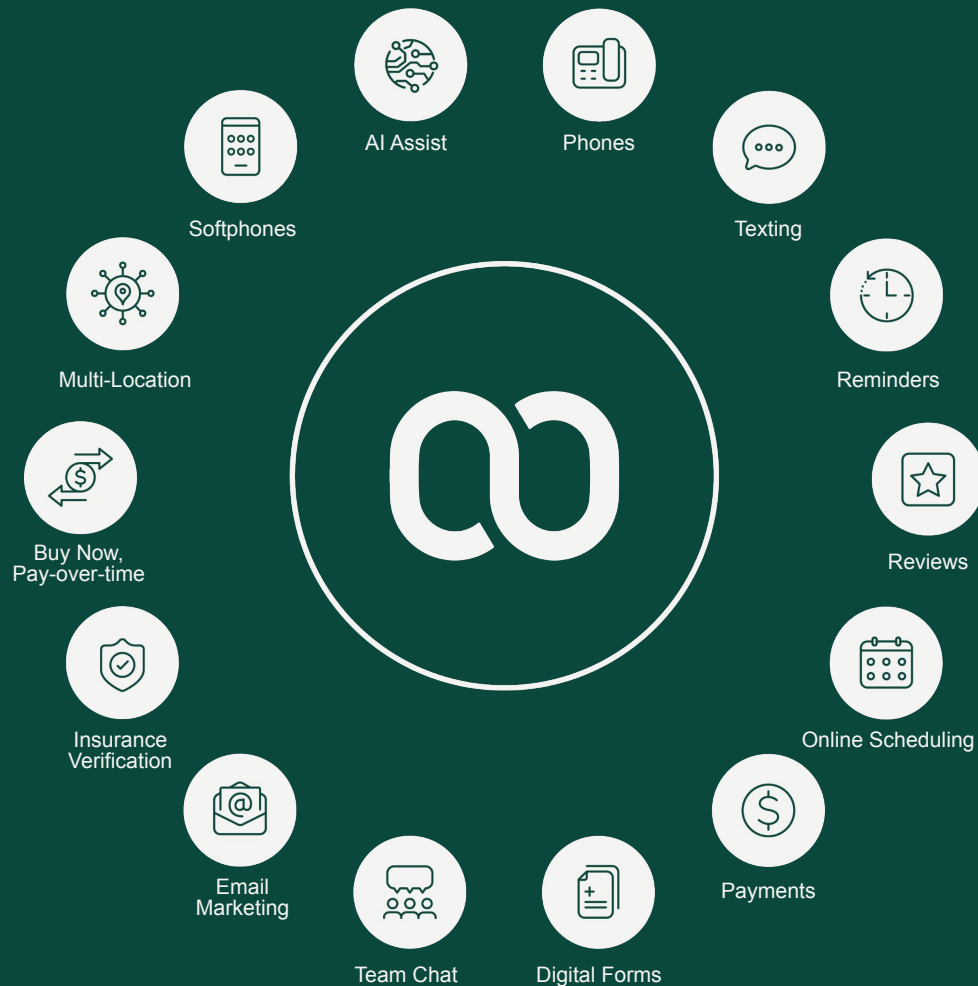 AI Assist
Phones
Texting
Reminders
Reviews
Online Scheduling
Payments
Digital Forms
Team Chat
Email
Marketing
Insurance
Verification
Buy Now,
Pay-over-time
Multi-Location
Softphones